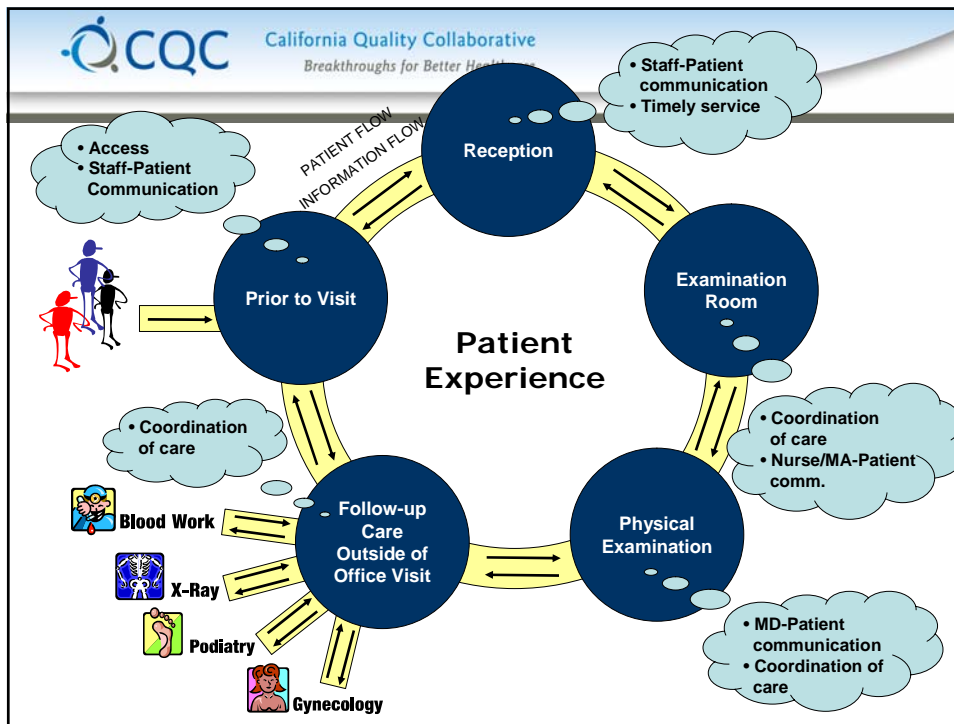 CQC
California Quality Collaborative
Breakthroughs for Better Healthcare
• Staff-Patient
communication
• Timely service
• Access
• Staff-Patient
Communication
PATIENT FLOW
INFORMATION FLOW
Reception
Prior to Visit
Examination
Room
Patient
Experience
• Coordination
of care
• Coordination
of care
• Nurse/MA-Patient
comm.
Follow-up
Care
Outside of
Office Visit
Physical
Examination
Blood Work
X-Ray
Podiatry
Gynecology
• MD-Patient
communication
• Coordination of
care